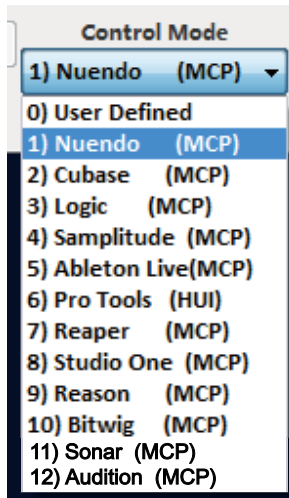 Control Mode
1) Nuendo (MCP)
0) User Defined
1) Nuendo (MCP)
2) Cubase (MCP)
3) Logic (MCP)
4) Samplitude (MCP)
5) Ableton Live(MCP)
6) Pro Tools (HUI)
7) Reaper (MCP)
8) Studio One (MCP)
9) Reason (MCP)
10) Bitwig (MCP)
11) Sonar (MCP)
12) Audition (MCP)